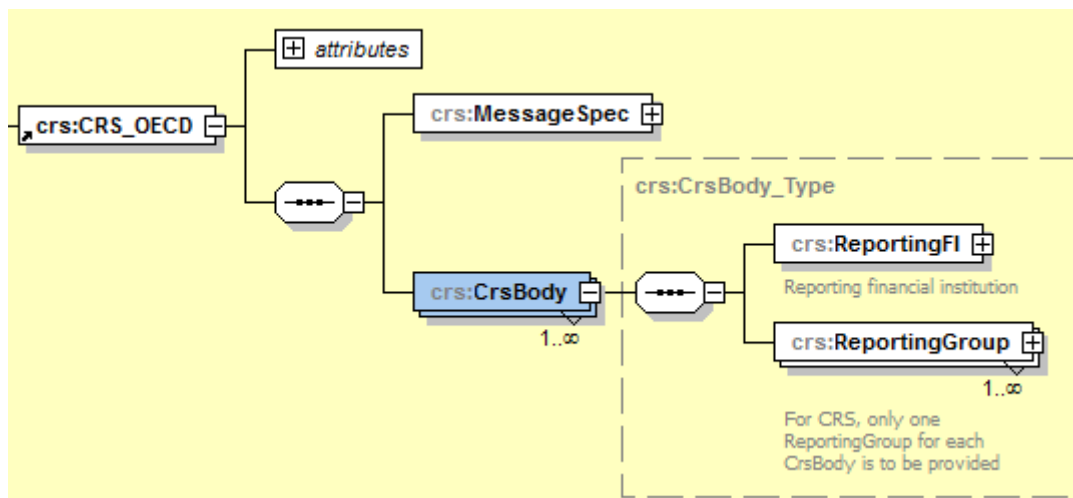 attributes
crs:CRS_OECD
crs:MessageSpec
crs:CrsBody_Type
crs:ReportingFI
Reporting financial institution
crs:CrsBody
1..∞
crs:ReportingGroup
1..∞
For CRS, only one
ReportingGroup for each
CrsBody is to be provided